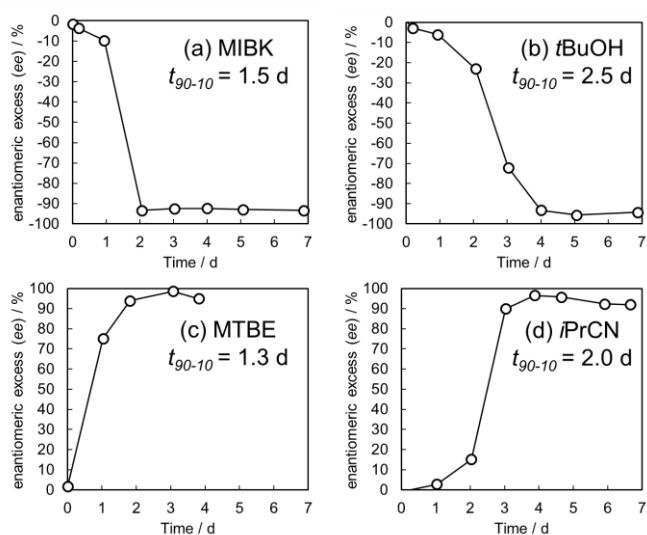 0
-10
-20
-30
-40
-50
-60
-70
-80
-90
-100
enantiomeric excess (ee) / %
(a) MIBK
t90-10 = 1.5 d
0 1 2 3 4 5 6 7
Time / d
0
-10
-20
-30
-40
-50
-60
-70
-80
-90
-100
enantiomeric excess (ee) / %
(b) tBuOH
t90-10 = 2.5 d
0 1 2 3 4 5 6 7
Time / d
100
90
80
70
60
50
40
30
20
10
0
enantiomeric excess (ee) / %
(c) MTBE
t90-10 = 1.3 d
0 1 2 3 4 5 6 7
Time / d
100
90
80
70
60
50
40
30
20
10
0
enantiomeric excess (ee) / %
(d) iPrCN
t90-10 = 2.0 d
0 1 2 3 4 5 6 7
Time / d